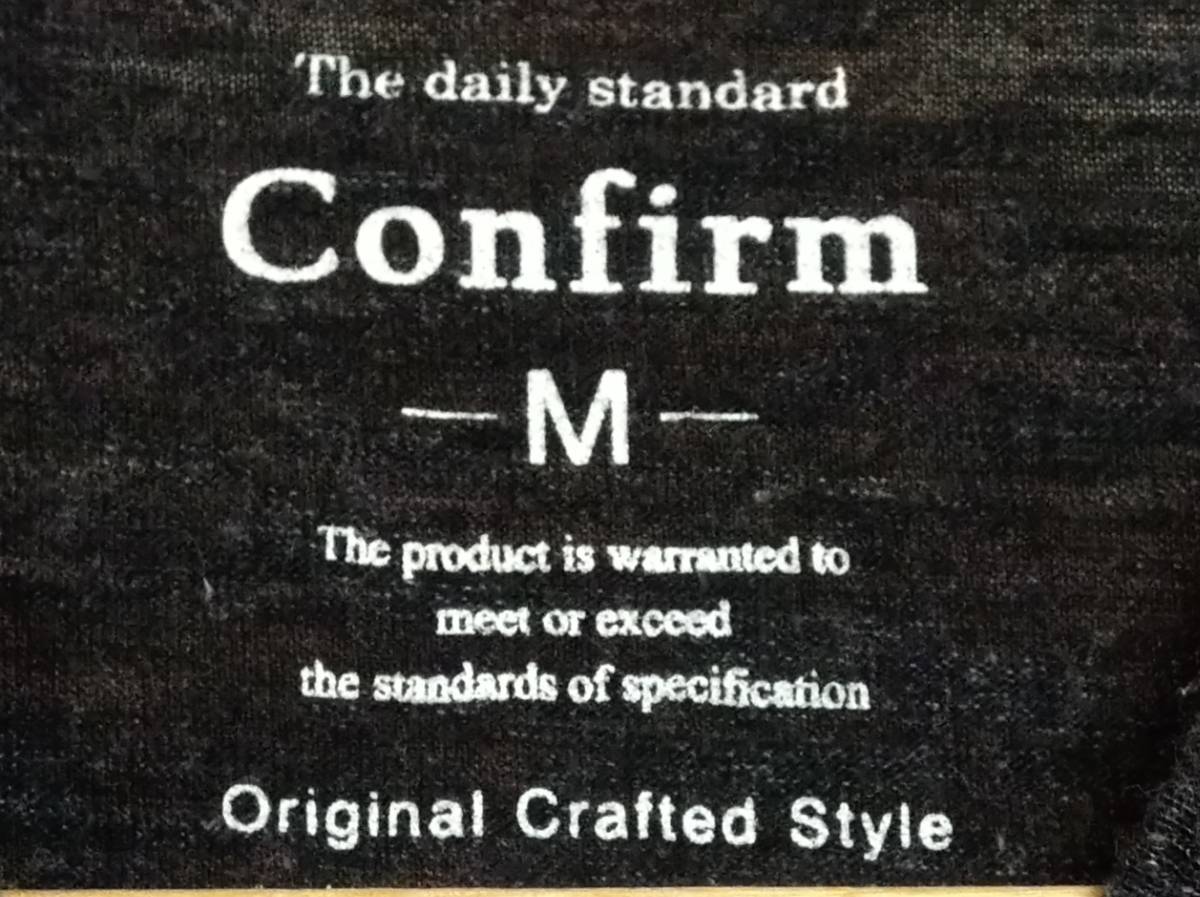 The daily standard
Confirm
— M —
The product is warranted to
meet or exceed
the standards of specification
Original Crafted Style